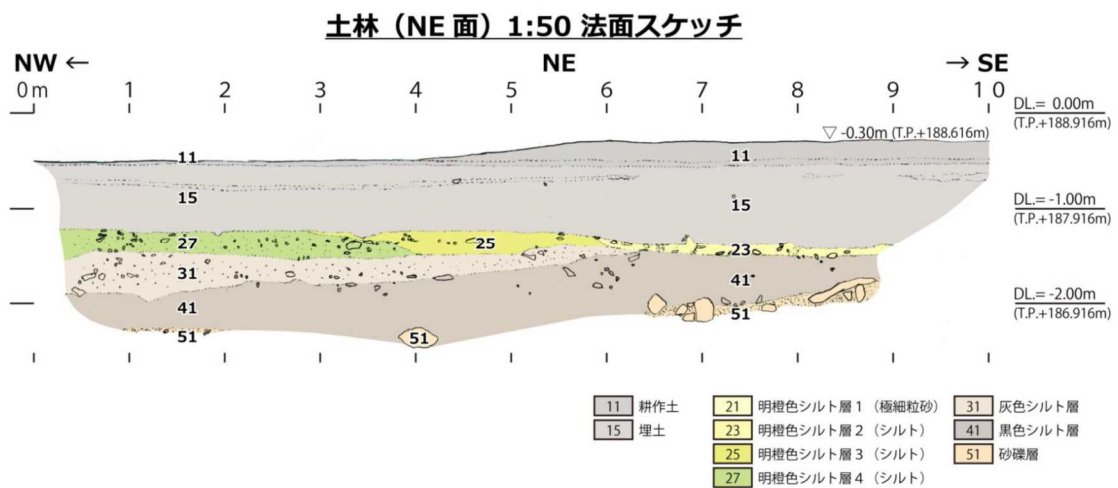 土林（NE 面）1:50 法面スケッチ
NW ← NE → SE
0 m 1 2 3 4 5 6 7 8 9 1 0
DL.= 0.00m
(T.P.+188.916m)
▽ -0.30m (T.P.+188.616m)
11 11
15 15
DL.= -1.00m
(T.P.+187.916m)
27 25 23
31 41
41 51
51 51
DL.= -2.00m
(T.P.+186.916m)
11 耕作土
15 埋土
21 明橙色シルト層１（極細粒砂）
23 明橙色シルト層２（シルト）
25 明橙色シルト層３（シルト）
27 明橙色シルト層４（シルト）
31 灰色シルト層
41 黒色シルト層
51 砂礫層